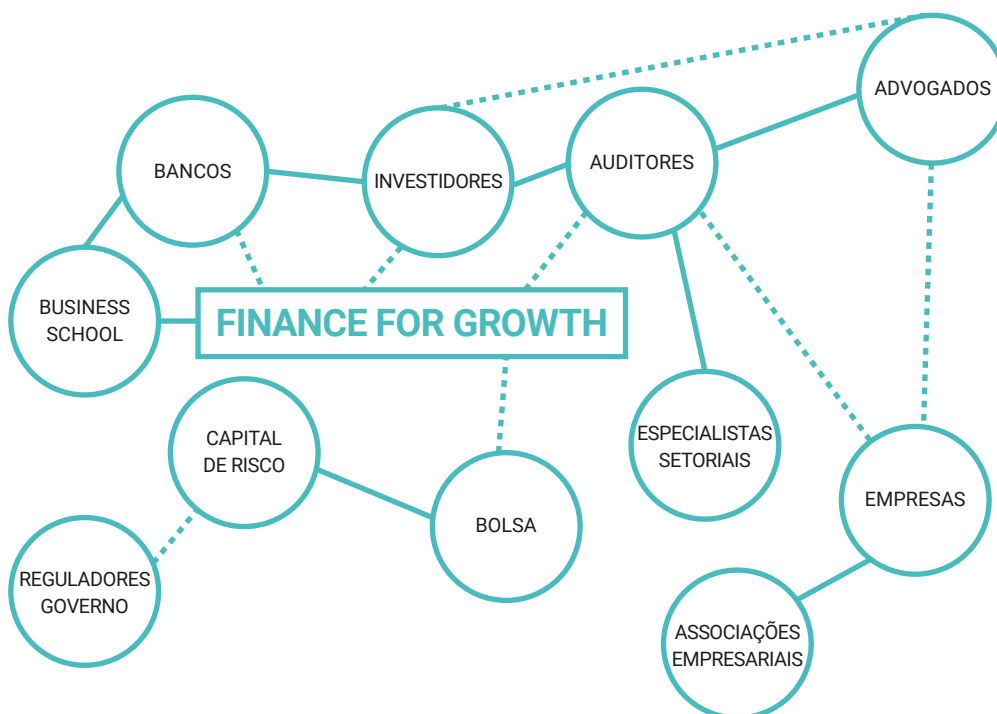 ADVOGADOS
BANCOS
INVESTIDORES
AUDITORES
BUSINESS
SCHOOL
FINANCE FOR GROWTH
CAPITAL
DE RISCO
ESPECIALISTAS
SETORIAIS
EMPRESAS
BOLSA
REGULADORES
GOVERNO
ASSOCIAÇÕES
EMPRESARIAIS